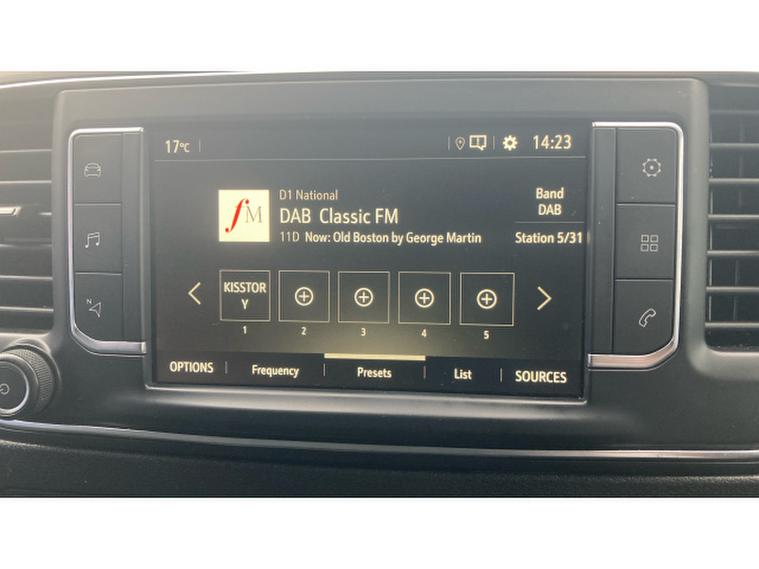 17°C
14:23
fM
D1 National
DAB Classic FM
11D Now: Old Boston by George Martin
Band
DAB
Station 5/31
KISSTOR
Y
1
2
3
4
5
OPTIONS
Frequency
Presets
List
SOURCES
N